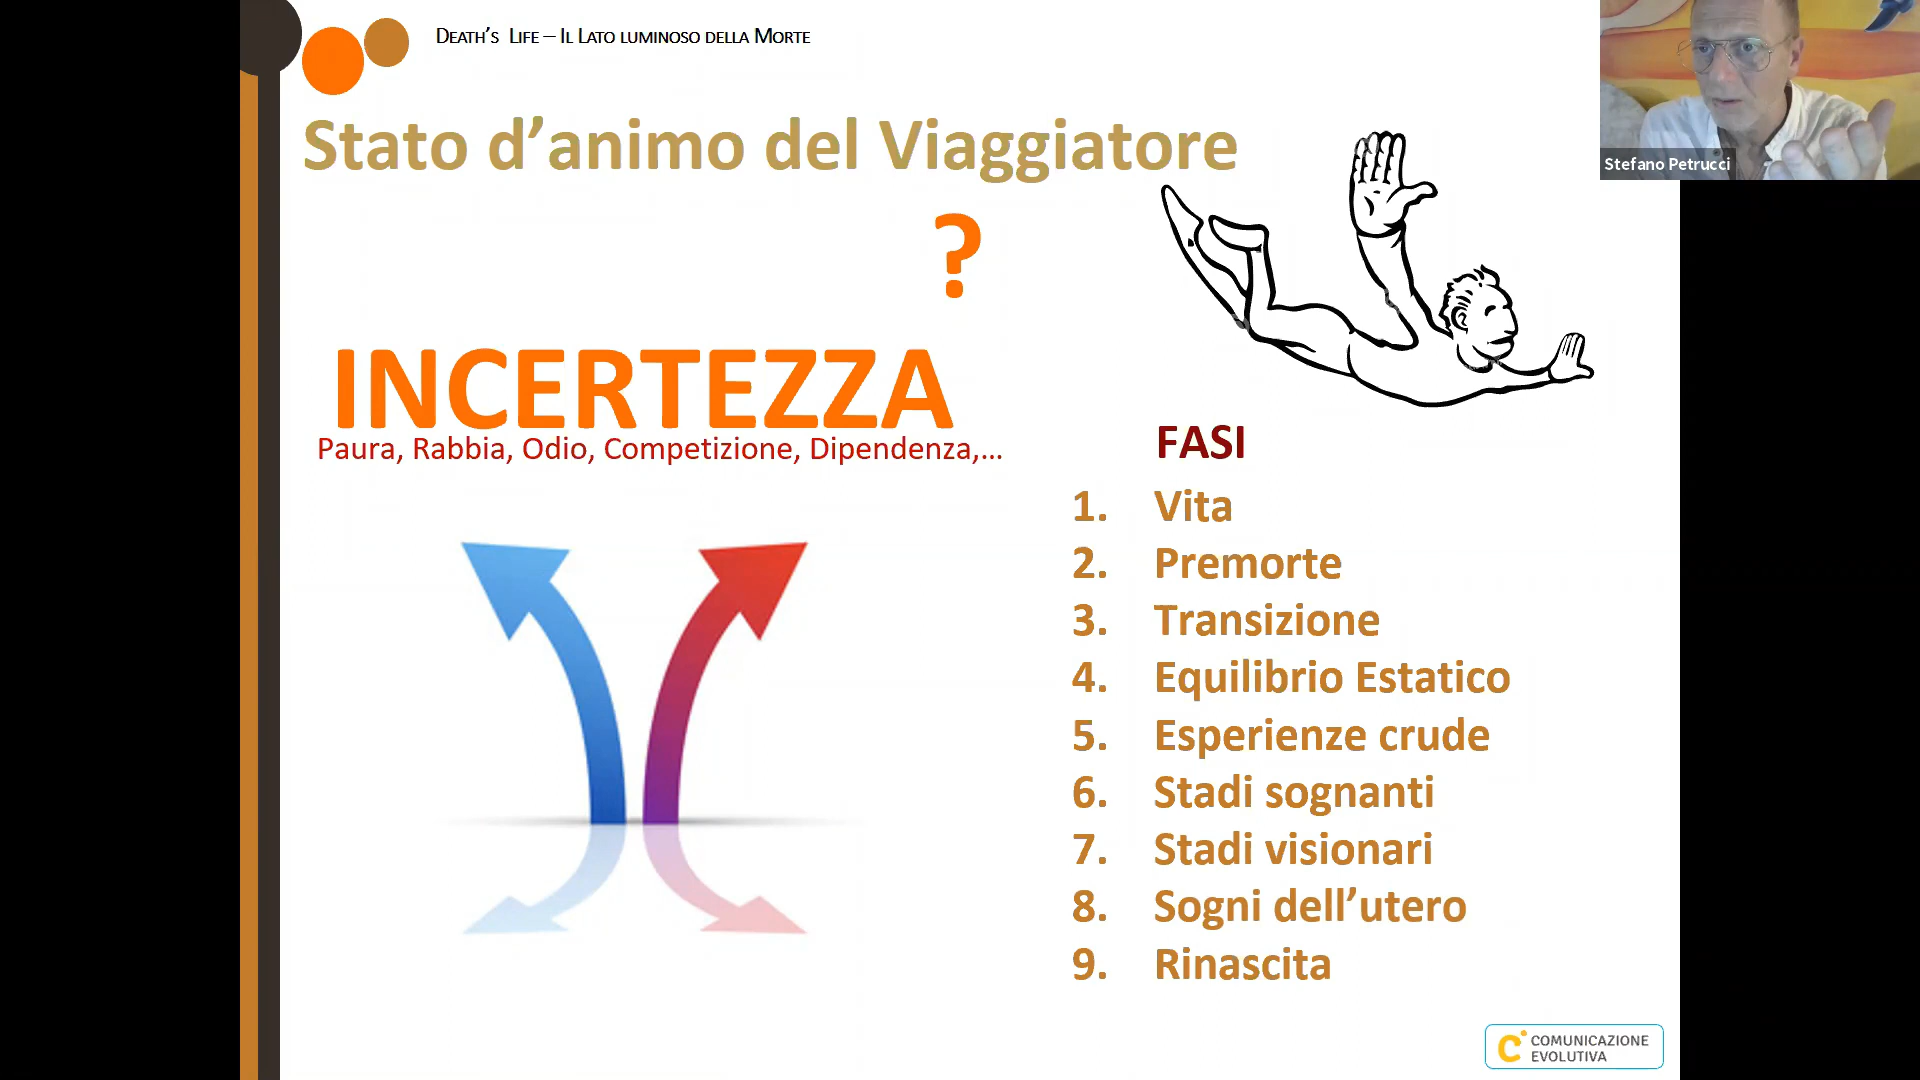 DEATH'S LIFE – IL LATO LUMINOSO DELLA MORTE
Stefano Petrucci
Stato d'animo del Viaggiatore
?
INCERTEZZA
Paura, Rabbia, Odio, Competizione, Dipendenza,...
FASI
1. Vita
2. Premorte
3. Transizione
4. Equilibrio Estatico
5. Esperienze crude
6. Stadi sognanti
7. Stadi visionari
8. Sogni dell'utero
9. Rinascita
COMUNICAZIONE
EVOLUTIVA